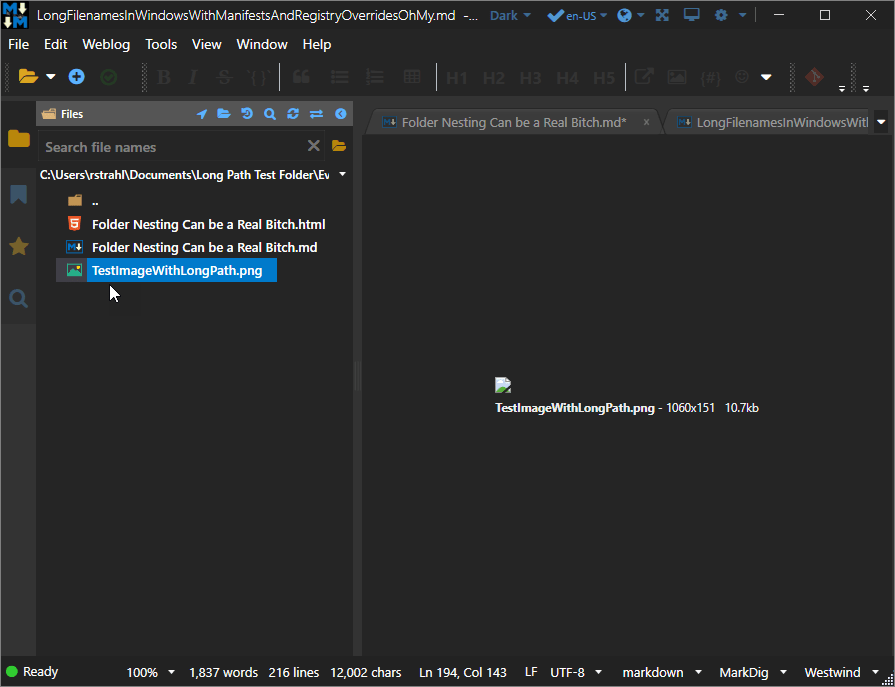 LongFilenamesInWindowsWithManifestsAndRegistryOverridesOhMy.md -...
Dark
en-US
File Edit Weblog Tools View Window Help
B I S {} H1 H2 H3 H4 H5 {#}
Files
Search file names
C:\Users\rstrahl\Documents\Long Path Test Folder\Ev
..
Folder Nesting Can be a Real Bitch.html
Folder Nesting Can be a Real Bitch.md
TestImageWithLongPath.png
Folder Nesting Can be a Real Bitch.md* x
LongFilenamesInWindowsWitl
TestImageWithLongPath.png - 1060x151 10.7kb
Ready 100% 1,837 words 216 lines 12,002 chars Ln 194, Col 143 LF UTF-8 markdown MarkDig Westwind